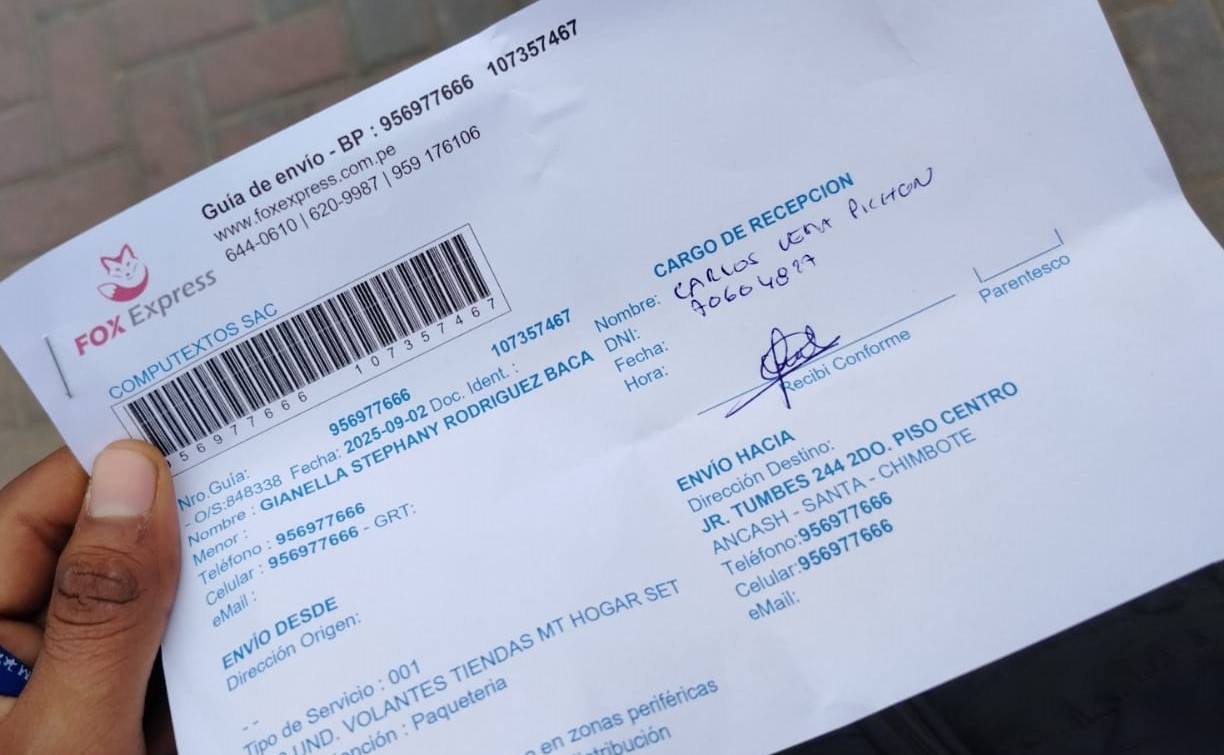 Guía de envío - BP : 956977666 107357467
www.foxexpress.com.pe
644-0610 | 620-9987 | 959 176106
FOX Express
COMPUTEXTOS SAC
56977666 107357467
Nro.Guía: 956977666 107357467
- O/S:848338 Fecha: 2025-09-02 Doc. Ident. :
Nombre : GIANELLA STEPHANY RODRIGUEZ BACA
Menor :
Teléfono : 956977666
Celular : 956977666 - GRT:
eMail :
ENVÍO DESDE
Dirección Origen:
- -
Tipo de Servicio : 001
UND. VOLANTES TIENDAS MT HOGAR SET
: Paqueteria
en zonas periféricas
CARGO DE RECEPCION
Nombre: CARLOS VERA PICHON
DNI: 70604827
Fecha:
Hora:
Recibi Conforme
Parentesco
ENVÍO HACIA
Dirección Destino:
JR. TUMBES 244 2DO. PISO CENTRO
ANCASH - SANTA - CHIMBOTE
Teléfono:956977666
Celular:956977666
eMail: